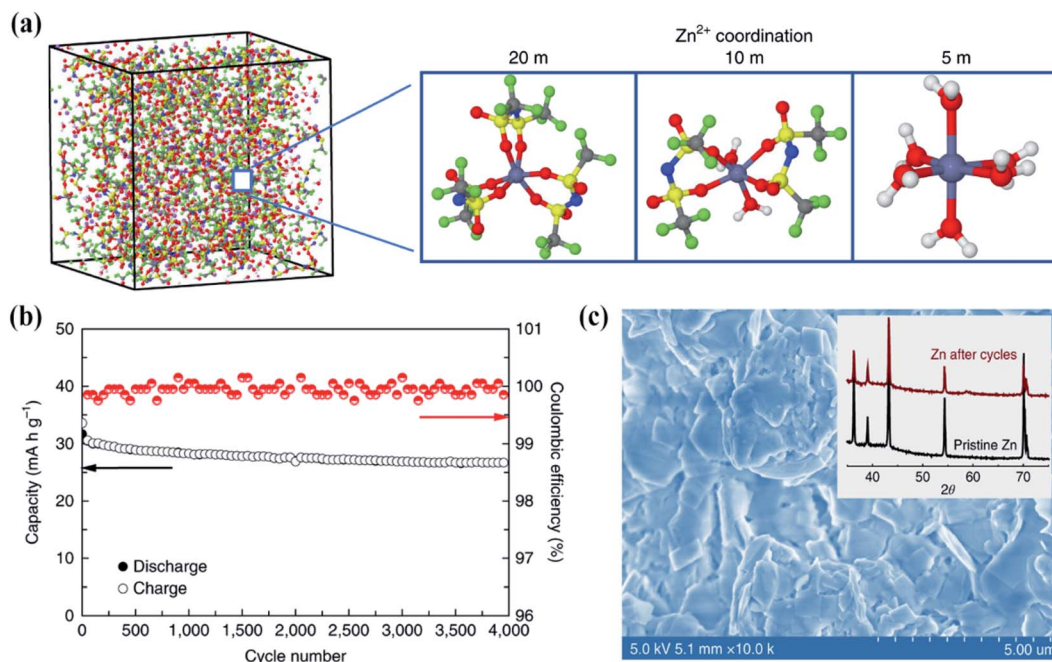 (a)
Zn²⁺ coordination
20 m
10 m
5 m
(b)
50
40
30
20
10
0
Capacity (mA h g⁻¹)
101
100
99
98
97
96
Coulombic efficiency (%)
Discharge
Charge
0
500
1,000
1,500
2,000
2,500
3,000
3,500
4,000
Cycle number
(c)
Zn after cycles
Pristine Zn
40
50
60
70
2θ
5.0 kV 5.1 mm ×10.0 k
5.00 um